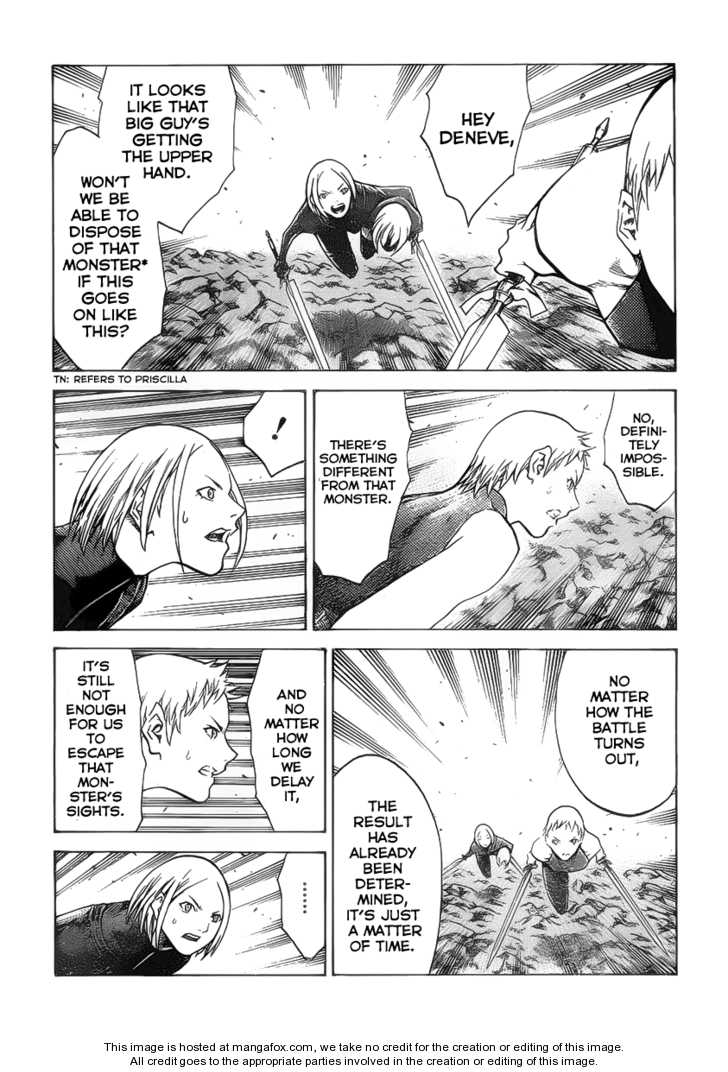 HEY
DENEVE,
IT LOOKS
LIKE THAT
BIG GUY'S
GETTING
THE UPPER
HAND.
WON'T
WE BE
ABLE TO
DISPOSE
OF THAT
MONSTER*
IF THIS
GOES
ON LIKE
THIS?
TN: REFERS TO PRISCILLA
NO,
DEFINI-
TELY
IMPOS-
SIBLE.
THERE'S
SOMETHING
DIFFERENT
FROM THAT
MONSTER.
!
NO
MATTER
HOW THE
BATTLE
TURNS
OUT,
THE
RESULT
HAS
ALREADY
BEEN
DETER-
MINED,
IT'S JUST
A MATTER
OF TIME.
AND
NO
MATTER
HOW
LONG
WE
DELAY
IT,
IT'S
STILL
NOT
ENOUGH
FOR US
TO
ESCAPE
THAT
MON-
STER'S
SIGHTS.
........
This image is hosted at mangafox.com, we take no credit for the creation or editing of this image.
All credit goes to the appropriate parties involved in the creation or editing of this image.